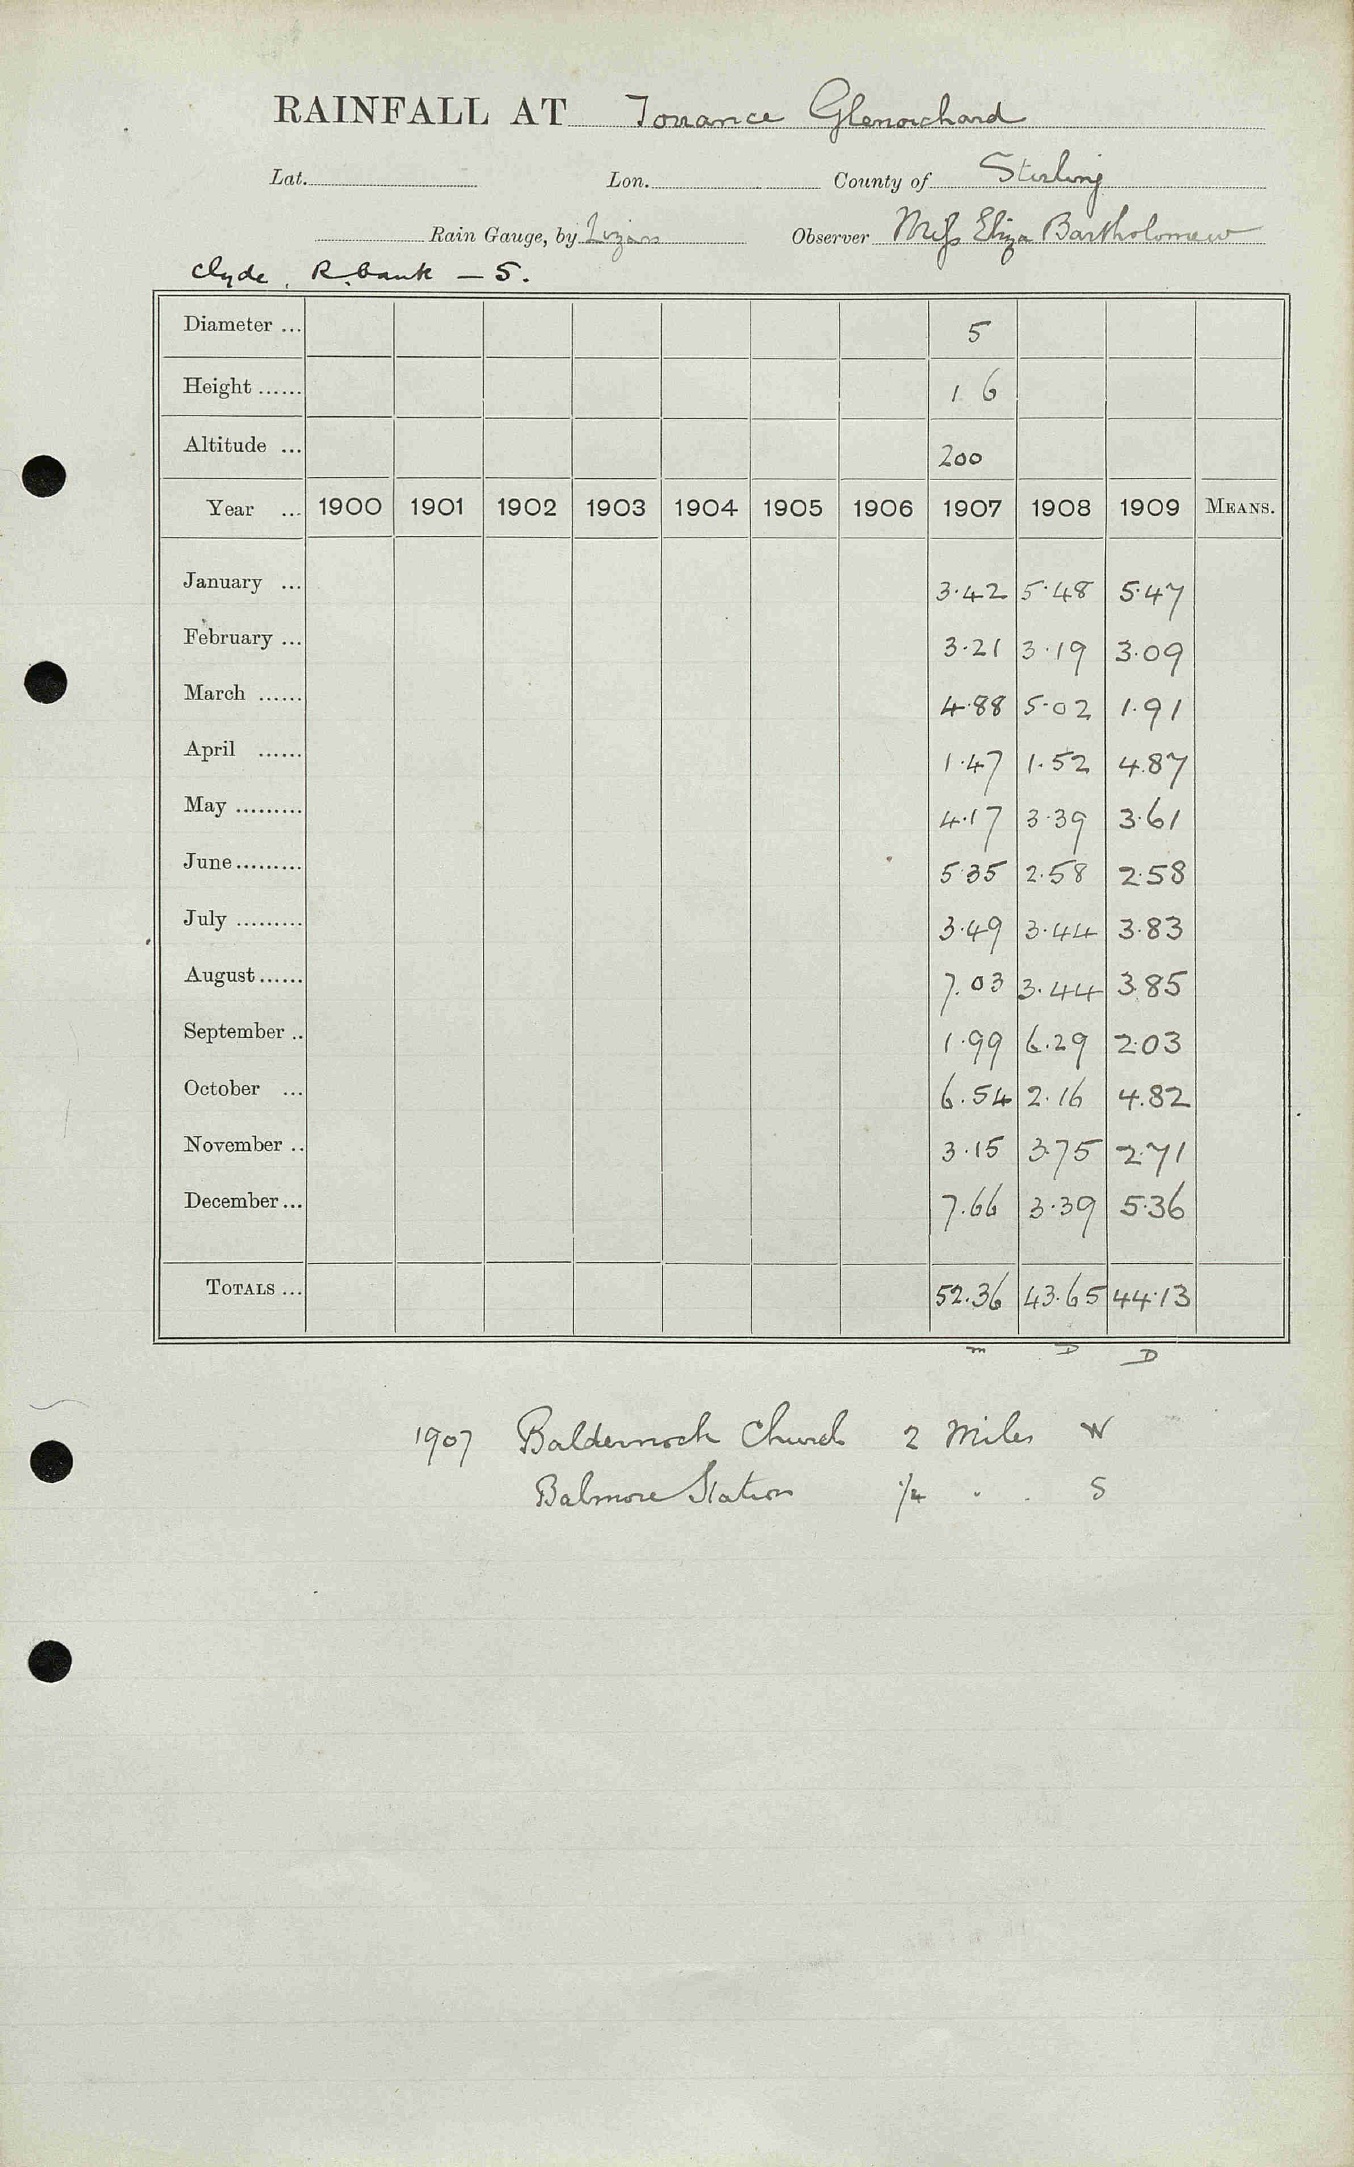 RAINFALL AT Torrance Glenorchard
Lat. Lon. County of Stirling
Rain Gauge, by Lizars Observer Miss Eliza Bartholomew
Clyde, R. bank — 5.
Diameter ... 5
Height ...... 1 6
Altitude ... 200
Year ... 1900 1901 1902 1903 1904 1905 1906 1907 1908 1909 MEANS.
January ... 3.42 5.48 5.47
February ... 3.21 3.19 3.09
March ...... 4.88 5.02 1.91
April ...... 1.47 1.52 4.87
May ......... 4.17 3.39 3.61
June ......... 5.35 2.58 2.58
July ......... 3.49 3.44 3.83
August ...... 7.03 3.44 3.85
September .. 1.99 6.29 2.03
October ... 6.54 2.16 4.82
November .. 3.15 3.75 2.71
December ... 7.66 3.39 5.36
TOTALS ... 52.36 43.65 44.13
m D D
1907 Baldernock Church 2 Miles W
Balmore Station 1/4 " . S